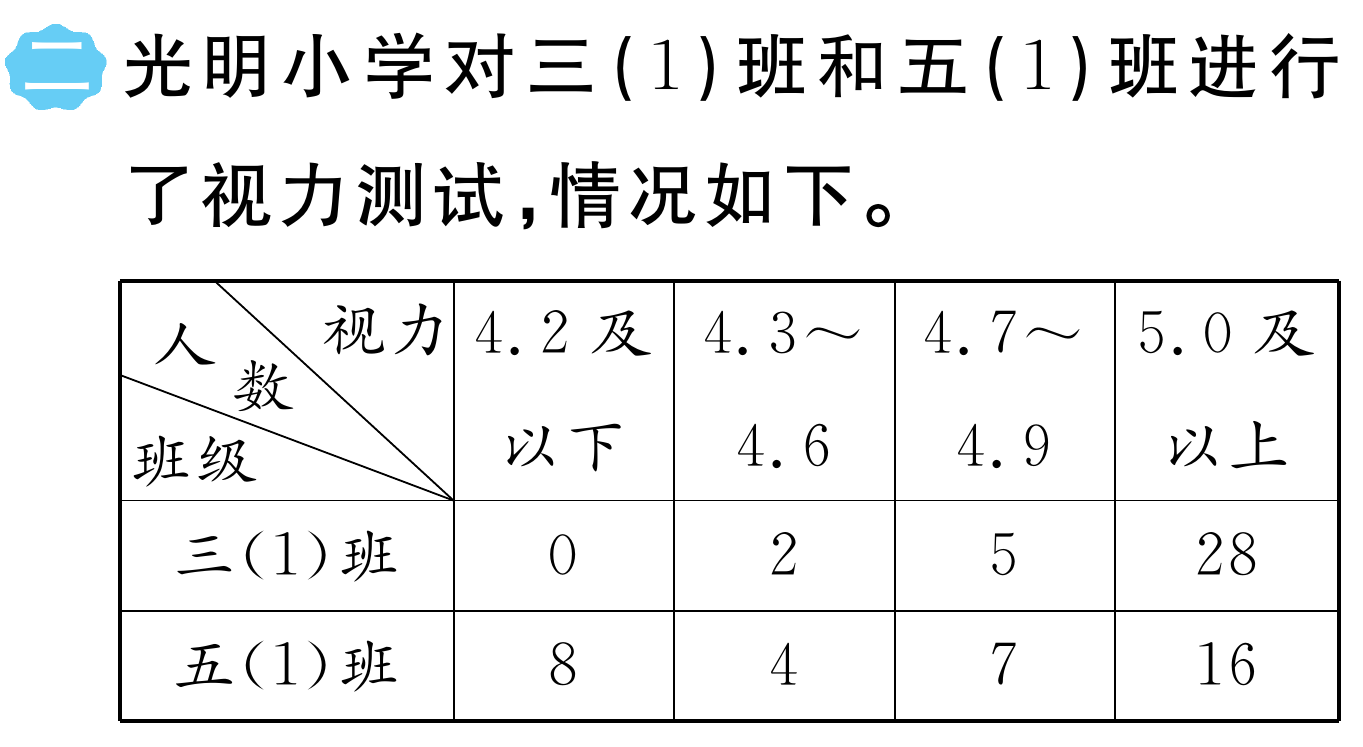 二 光明小学对三(1)班和五(1)班进行
了视力测试,情况如下。
人数 视力 班级 4.2及以下 4.3～4.6 4.7～4.9 5.0及以上
三(1)班 0 2 5 28
五(1)班 8 4 7 16